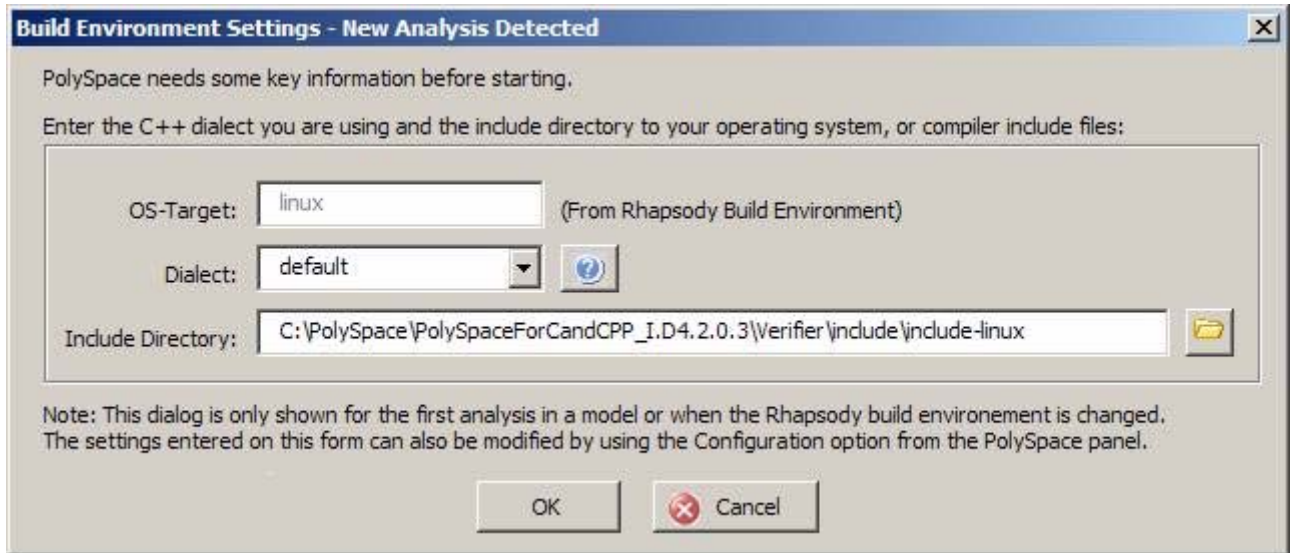 Build Environment Settings - New Analysis Detected
PolySpace needs some key information before starting.
Enter the C++ dialect you are using and the include directory to your operating system, or compiler include files:
OS-Target: linux (From Rhapsody Build Environment)
Dialect: default
Include Directory: C:\PolySpace\PolySpaceForCandCPP_I.D4.2.0.3\Verifier\include\include-linux
Note: This dialog is only shown for the first analysis in a model or when the Rhapsody build environement is changed.
The settings entered on this form can also be modified by using the Configuration option from the PolySpace panel.
OK Cancel